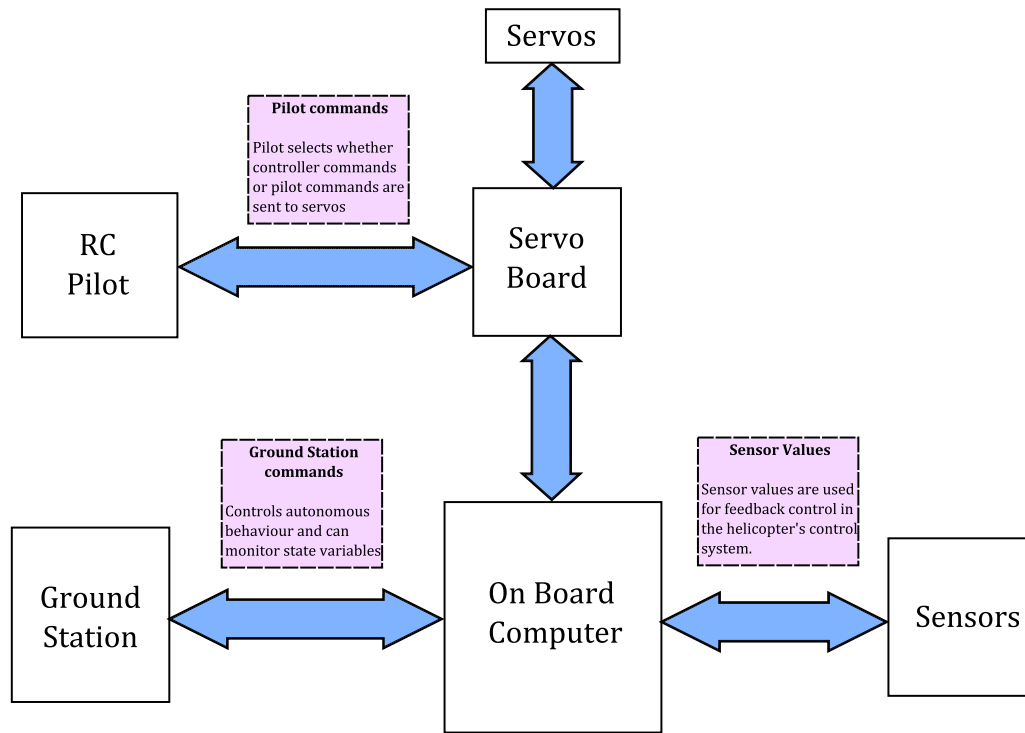 Servos
Pilot commands
Pilot selects whether
controller commands
or pilot commands are
sent to servos
RC
Pilot
Servo
Board
Ground Station
commands
Controls autonomous
behaviour and can
monitor state variables
Sensor Values
Sensor values are used
for feedback control in
the helicopter's control
system.
Ground
Station
On Board
Computer
Sensors